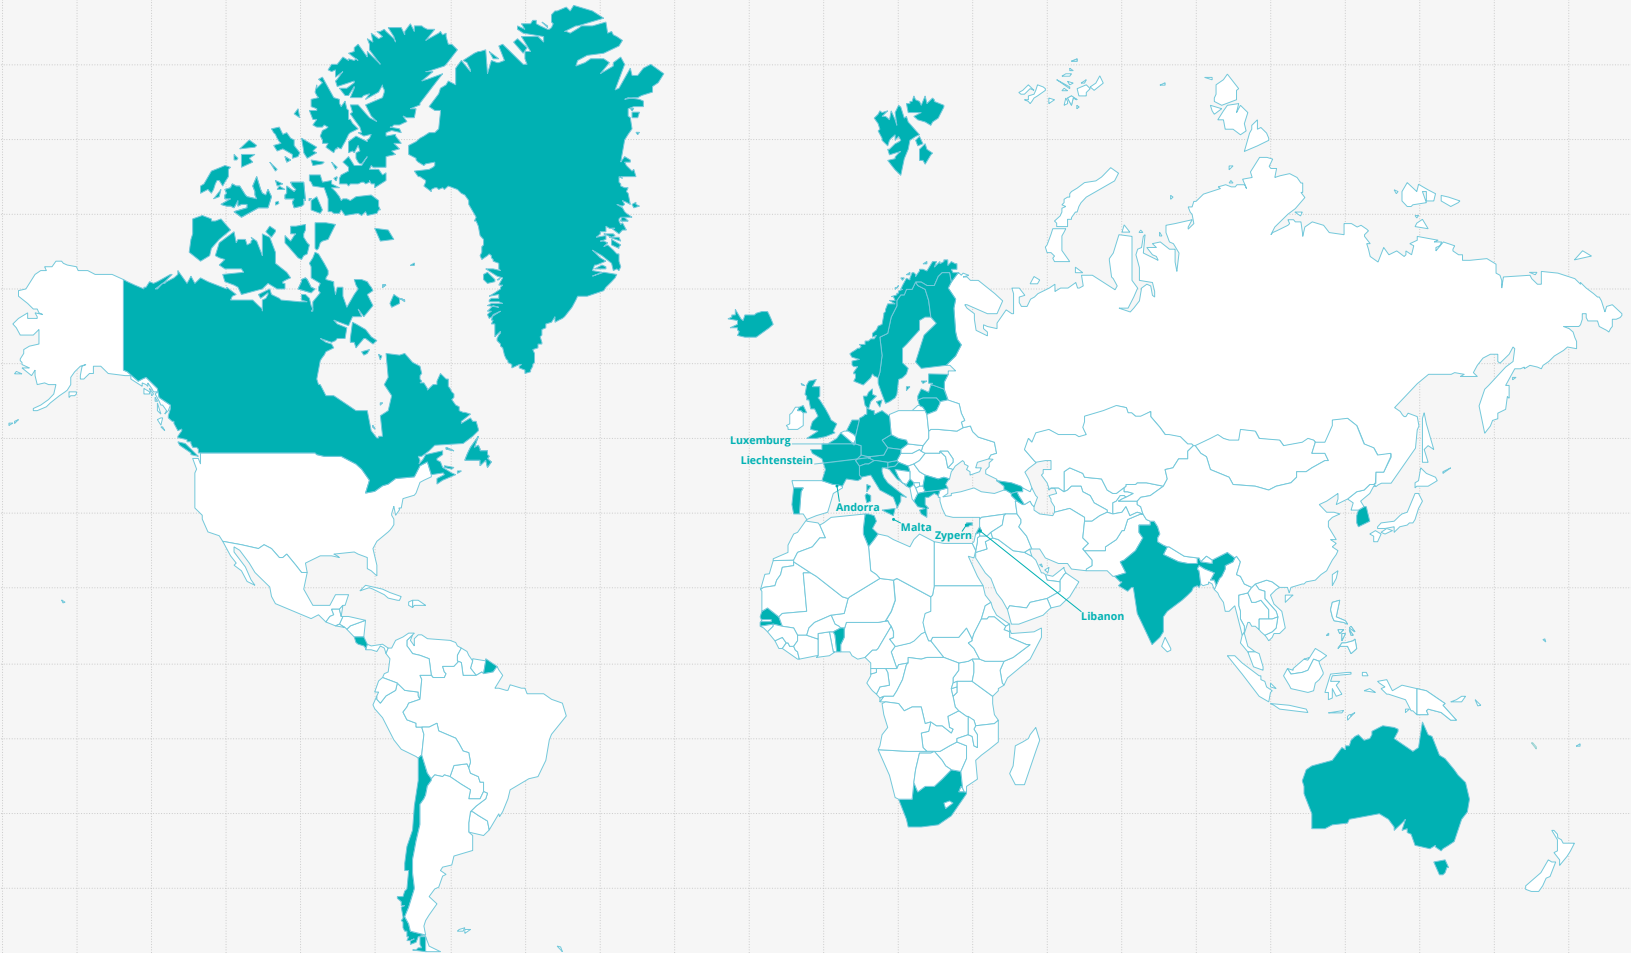 Luxemburg
Liechtenstein
Andorra
Malta
Zypern
Libanon